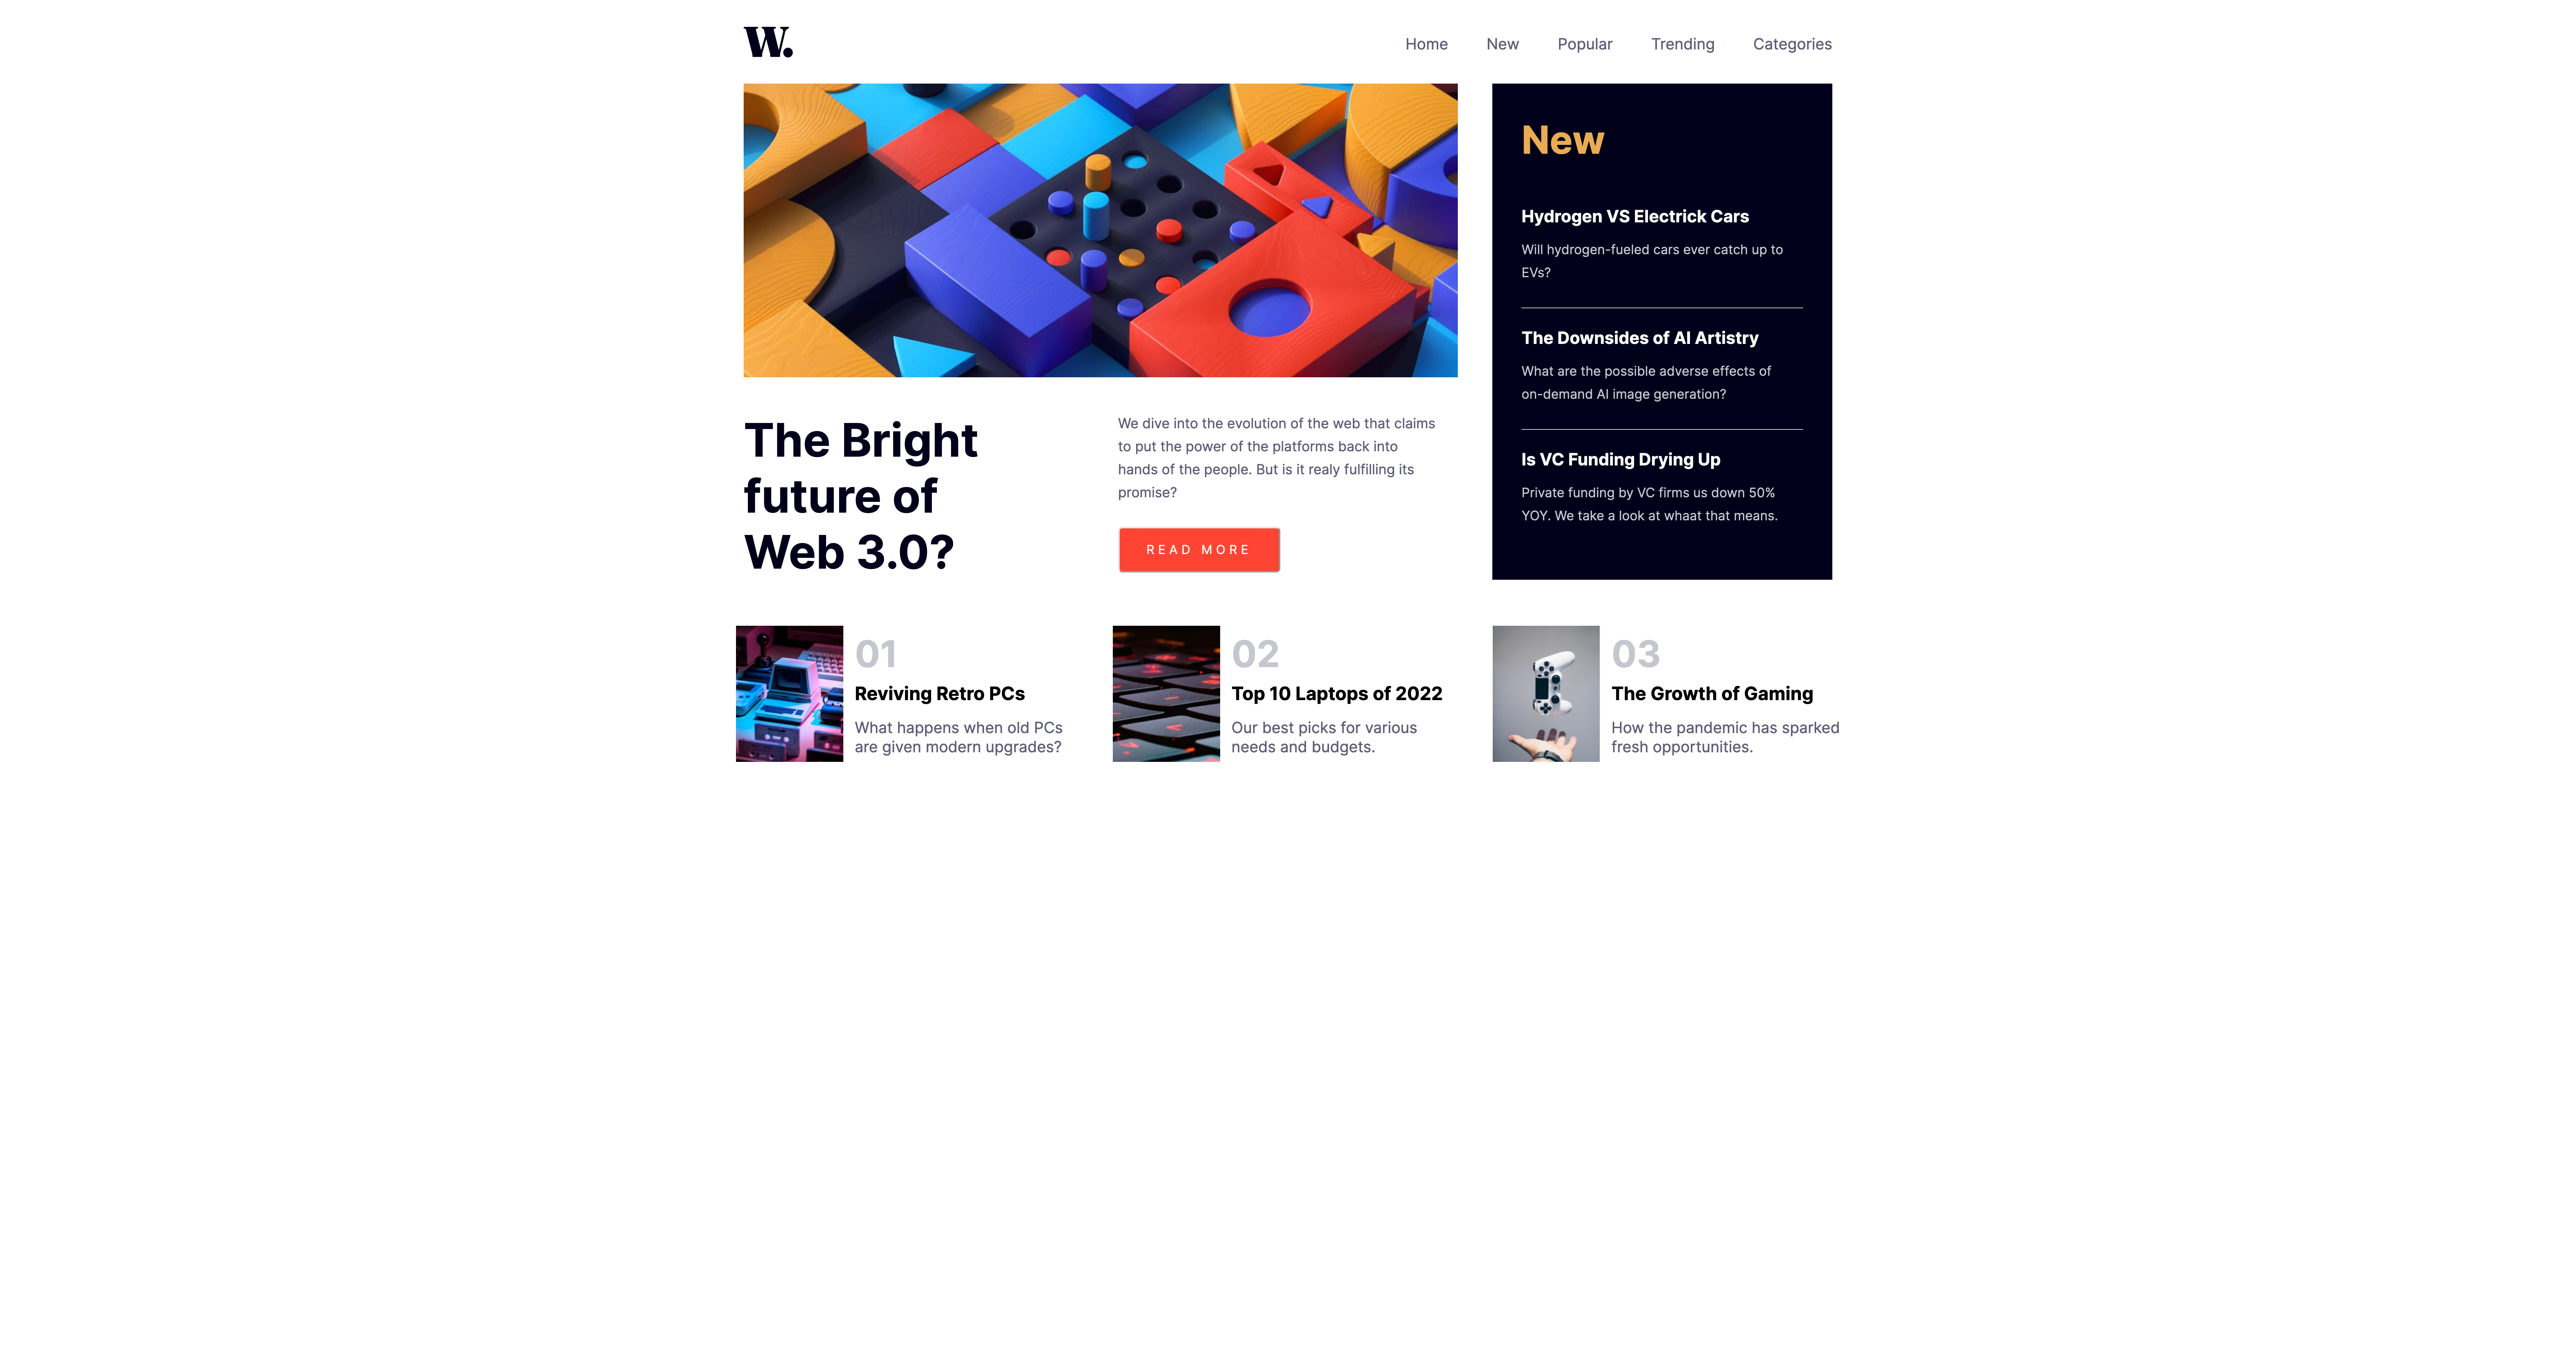 W.
Home
New
Popular
Trending
Categories
The Bright
future of
Web 3.0?
We dive into the evolution of the web that claims
to put the power of the platforms back into
hands of the people. But is it realy fulfilling its
promise?
READ MORE
New
Hydrogen VS Electrick Cars
Will hydrogen-fueled cars ever catch up to
EVs?
The Downsides of AI Artistry
What are the possible adverse effects of
on-demand AI image generation?
Is VC Funding Drying Up
Private funding by VC firms us down 50%
YOY. We take a look at whaat that means.
01
Reviving Retro PCs
What happens when old PCs
are given modern upgrades?
02
Top 10 Laptops of 2022
Our best picks for various
needs and budgets.
03
The Growth of Gaming
How the pandemic has sparked
fresh opportunities.